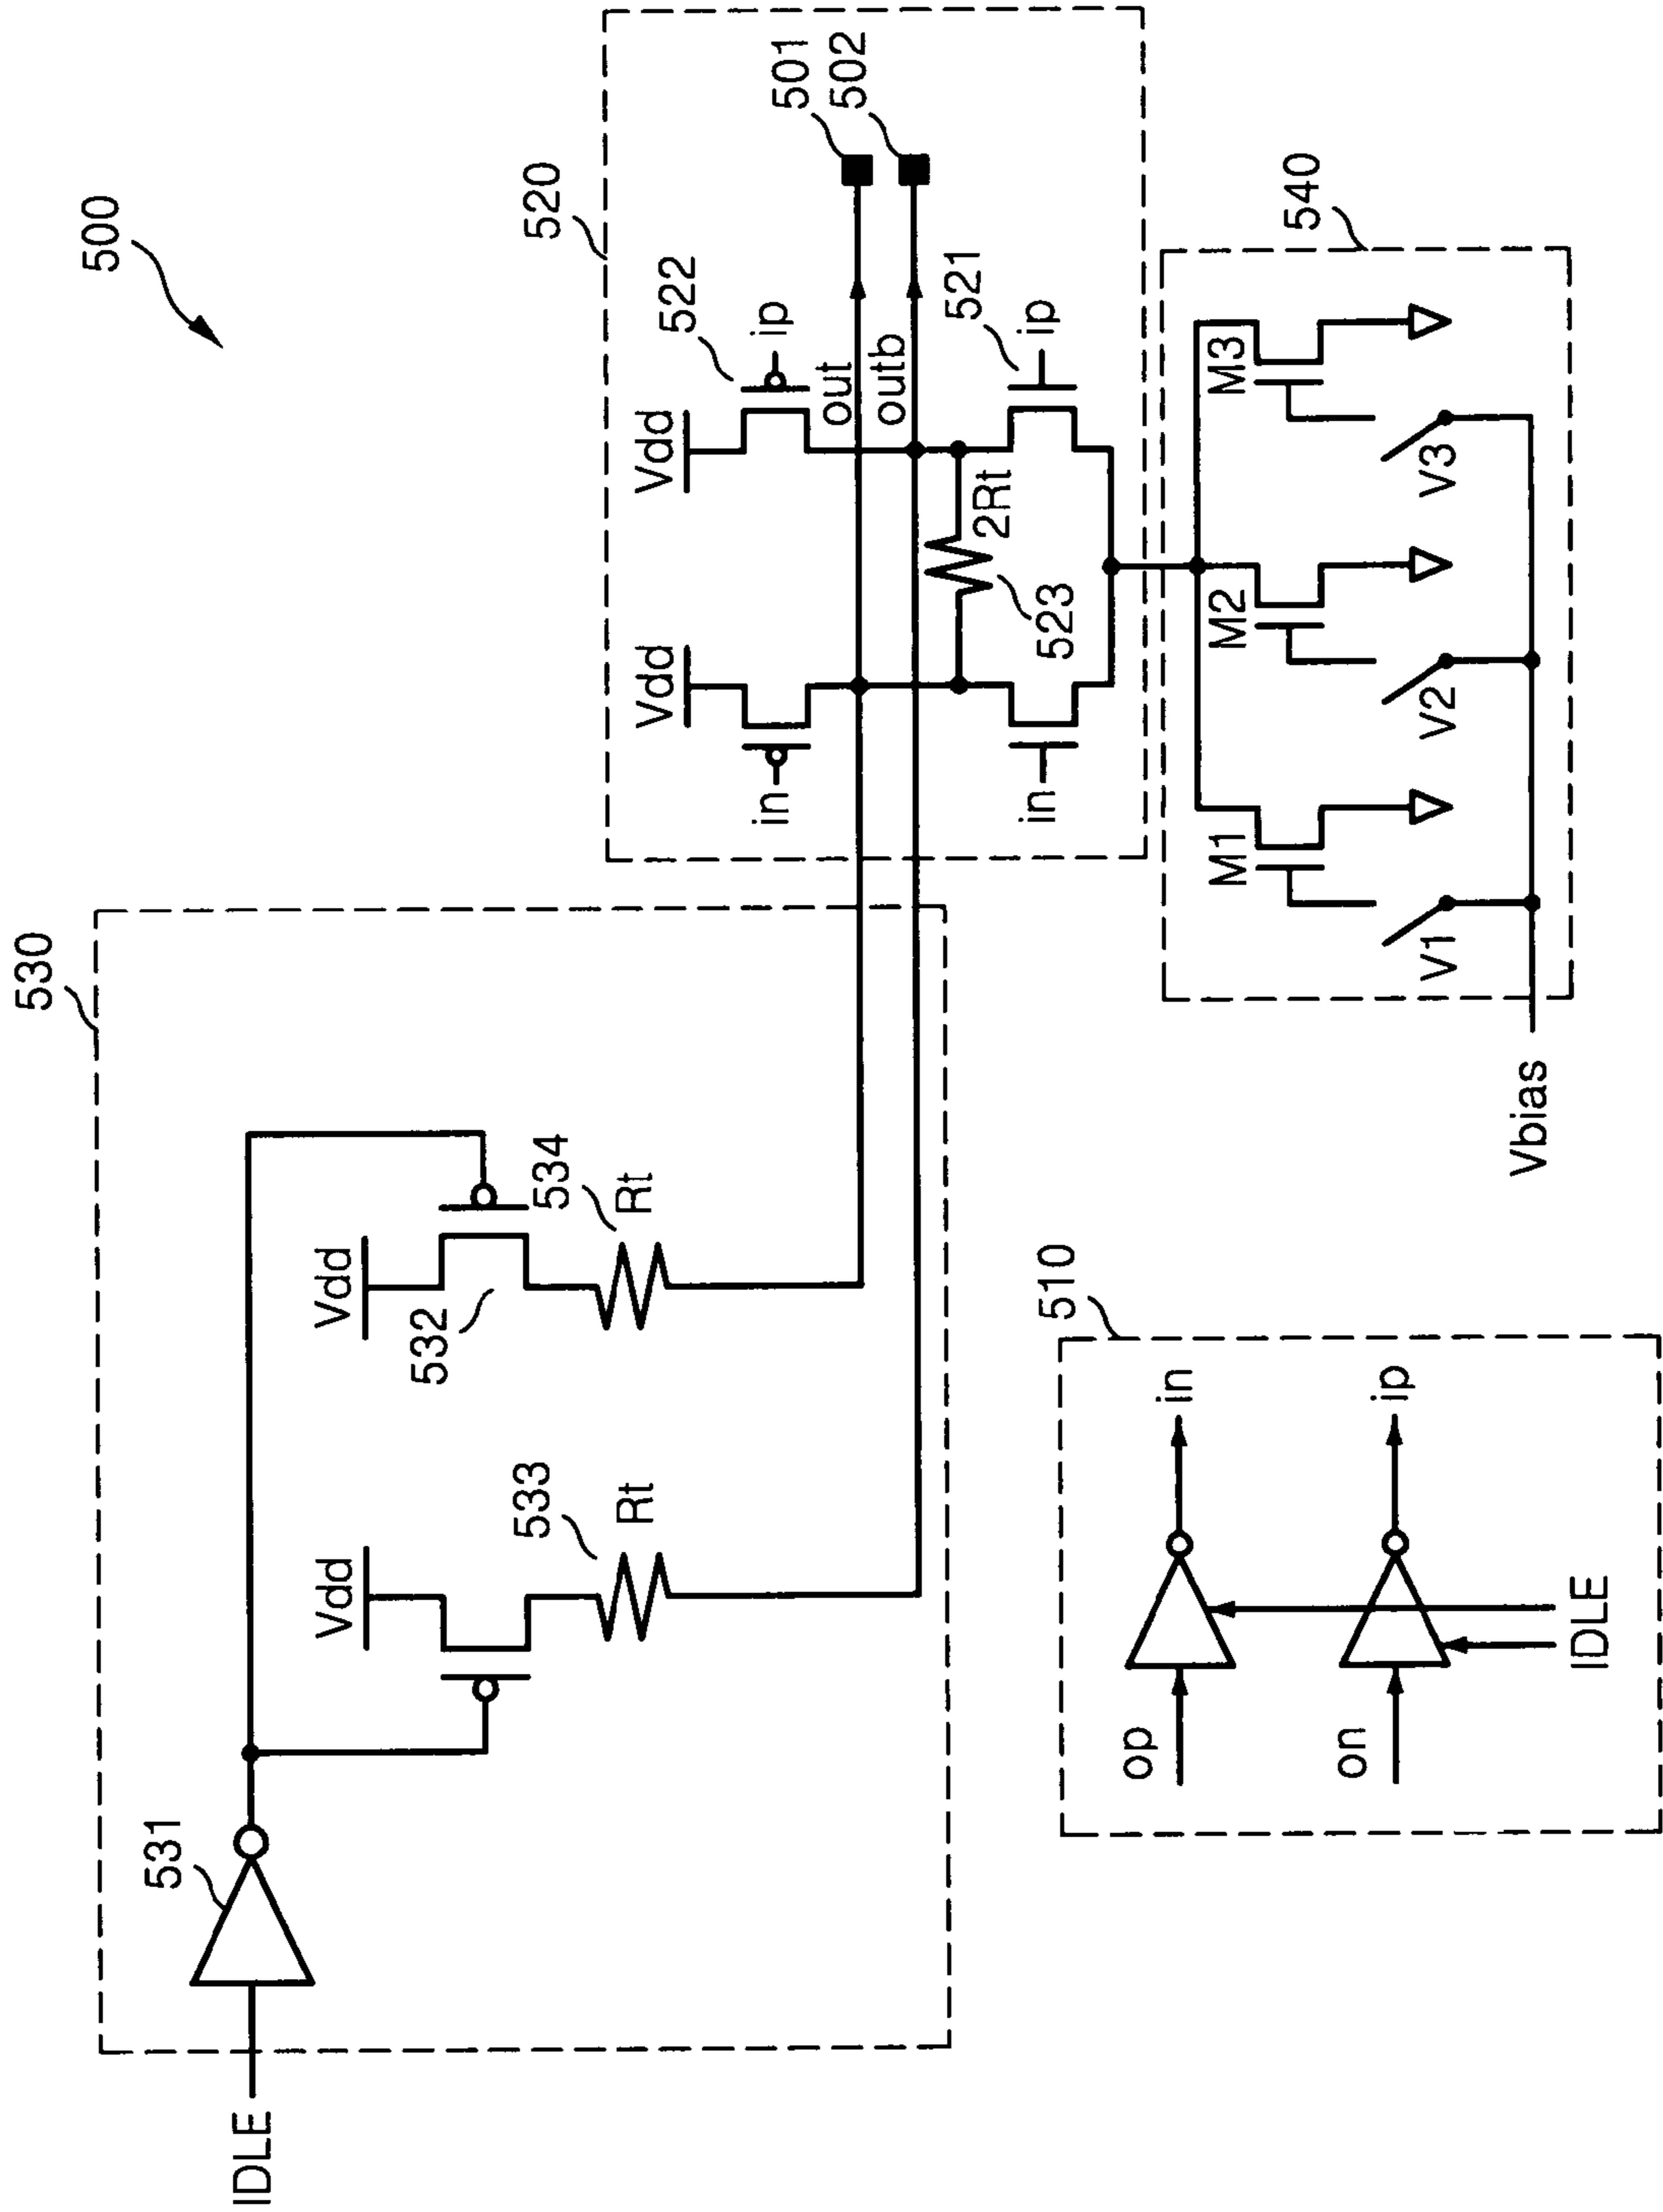 500
530
IDLE
531
Vdd
533
Rt
Vdd
532
534
Rt
520
Vdd
in
Vdd
522
ip
out
outb
501
502
2Rt
523
in
521
ip
510
op
in
on
ip
IDLE
540
M1
M2
M3
V1
V2
V3
Vbias